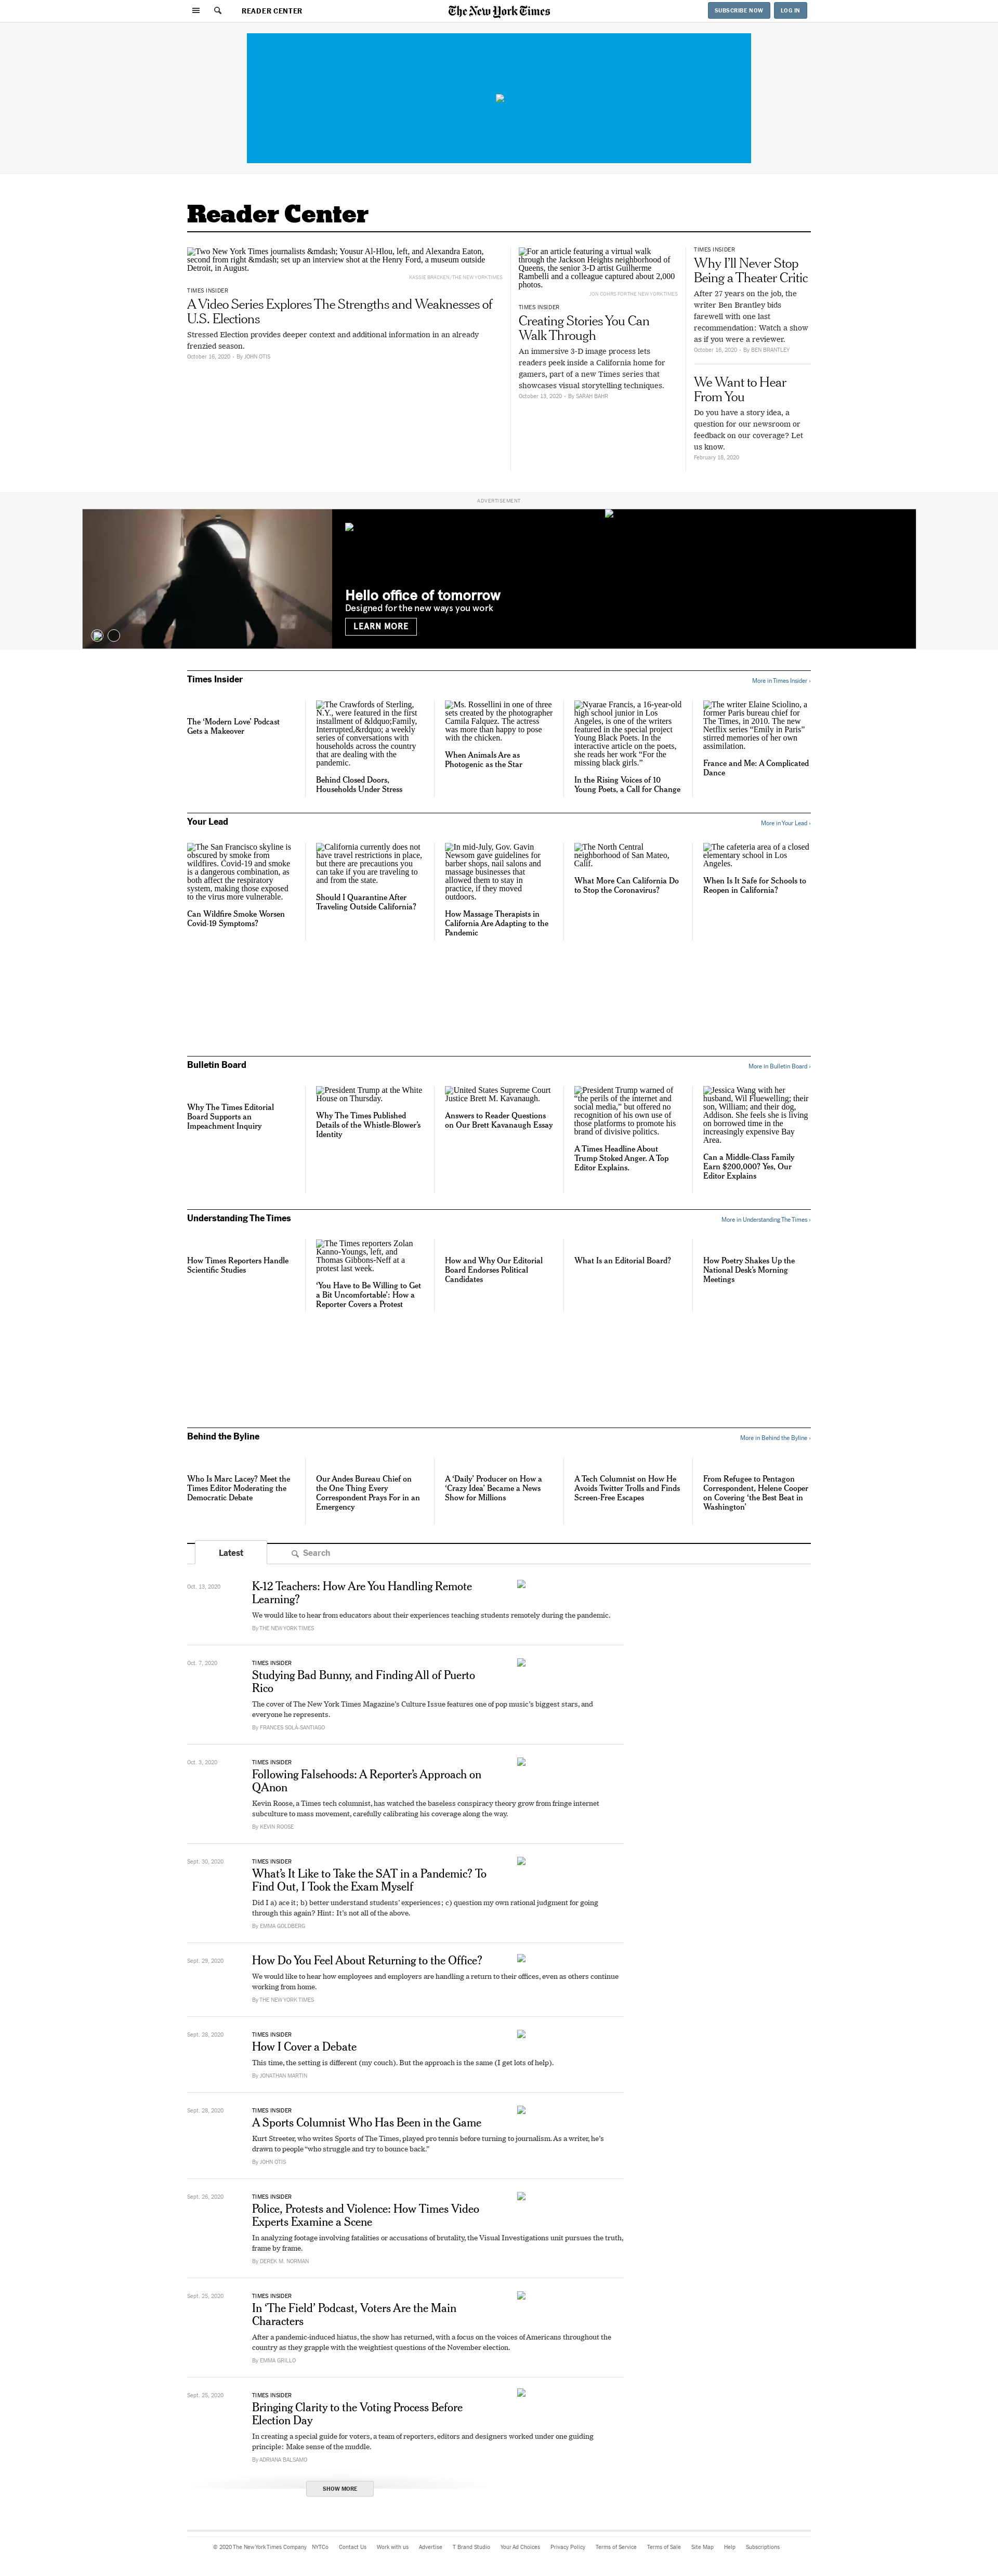 READER CENTER
The New York Times
SUBSCRIBE NOW
LOG IN
Reader Center
Two New York Times journalists &mdash; Yousur Al-Hlou, left, and Alexandra Eaton,
second from right &mdash; set up an interview shot at the Henry Ford, a museum outside
Detroit, in August.
KASSIE BRACKEN/THE NEW YORK TIMES
TIMES INSIDER
A Video Series Explores The Strengths and Weaknesses of
U.S. Elections
Stressed Election provides deeper context and additional information in an already
frenzied season.
October 16, 2020 - By JOHN OTIS
For an article featuring a virtual walk
through the Jackson Heights neighborhood of
Queens, the senior 3-D artist Guilherme
Rambelli and a colleague captured about 2,000
photos.
JON COHRS FOR THE NEW YORK TIMES
TIMES INSIDER
Creating Stories You Can
Walk Through
An immersive 3-D image process lets
readers peek inside a California home for
gamers, part of a new Times series that
showcases visual storytelling techniques.
October 13, 2020 - By SARAH BAHR
TIMES INSIDER
Why I'll Never Stop
Being a Theater Critic
After 27 years on the job, the
writer Ben Brantley bids
farewell with one last
recommendation: Watch a show
as if you were a reviewer.
October 16, 2020 - By BEN BRANTLEY
We Want to Hear
From You
Do you have a story idea, a
question for our newsroom or
feedback on our coverage? Let
us know.
February 18, 2020
ADVERTISEMENT
Hello office of tomorrow
Designed for the new ways you work
LEARN MORE
Times Insider
More in Times Insider ›
The ‘Modern Love’ Podcast
Gets a Makeover
The Crawfords of Sterling,
N.Y., were featured in the first
installment of &ldquo;Family,
Interrupted,&rdquo; a weekly
series of conversations with
households across the country
that are dealing with the
pandemic.
Behind Closed Doors,
Households Under Stress
Ms. Rossellini in one of three
sets created by the photographer
Camila Falquez. The actress
was more than happy to pose
with the chicken.
When Animals Are as
Photogenic as the Star
Nyarae Francis, a 16-year-old
high school junior in Los
Angeles, is one of the writers
featured in the special project
Young Black Poets. In the
interactive article on the poets,
she reads her work “For the
missing black girls.”
In the Rising Voices of 10
Young Poets, a Call for Change
The writer Elaine Sciolino, a
former Paris bureau chief for
The Times, in 2010. The new
Netflix series “Emily in Paris”
stirred memories of her own
assimilation.
France and Me: A Complicated
Dance
Your Lead
More in Your Lead ›
The San Francisco skyline is
obscured by smoke from
wildfires. Covid-19 and smoke
is a dangerous combination, as
both affect the respiratory
system, making those exposed
to the virus more vulnerable.
Can Wildfire Smoke Worsen
Covid-19 Symptoms?
California currently does not
have travel restrictions in place,
but there are precautions you
can take if you are traveling to
and from the state.
Should I Quarantine After
Traveling Outside California?
In mid-July, Gov. Gavin
Newsom gave guidelines for
barber shops, nail salons and
massage businesses that
allowed them to stay in
practice, if they moved
outdoors.
How Massage Therapists in
California Are Adapting to the
Pandemic
The North Central
neighborhood of San Mateo,
Calif.
What More Can California Do
to Stop the Coronavirus?
The cafeteria area of a closed
elementary school in Los
Angeles.
When Is It Safe for Schools to
Reopen in California?
Bulletin Board
More in Bulletin Board ›
Why The Times Editorial
Board Supports an
Impeachment Inquiry
President Trump at the White
House on Thursday.
Why The Times Published
Details of the Whistle-Blower’s
Identity
United States Supreme Court
Justice Brett M. Kavanaugh.
Answers to Reader Questions
on Our Brett Kavanaugh Essay
President Trump warned of
“the perils of the internet and
social media,” but offered no
recognition of his own use of
those platforms to promote his
brand of divisive politics.
A Times Headline About
Trump Stoked Anger. A Top
Editor Explains.
Jessica Wang with her
husband, Wil Fluewelling; their
son, William; and their dog,
Addison. She feels she is living
on borrowed time in the
increasingly expensive Bay
Area.
Can a Middle-Class Family
Earn $200,000? Yes, Our
Editor Explains
Understanding The Times
More in Understanding The Times ›
How Times Reporters Handle
Scientific Studies
The Times reporters Zolan
Kanno-Youngs, left, and
Thomas Gibbons-Neff at a
protest last week.
‘You Have to Be Willing to Get
a Bit Uncomfortable’: How a
Reporter Covers a Protest
How and Why Our Editorial
Board Endorses Political
Candidates
What Is an Editorial Board?
How Poetry Shakes Up the
National Desk’s Morning
Meetings
Behind the Byline
More in Behind the Byline ›
Who Is Marc Lacey? Meet the
Times Editor Moderating the
Democratic Debate
Our Andes Bureau Chief on
the One Thing Every
Correspondent Prays For in an
Emergency
A ‘Daily’ Producer on How a
‘Crazy Idea’ Became a News
Show for Millions
A Tech Columnist on How He
Avoids Twitter Trolls and Finds
Screen-Free Escapes
From Refugee to Pentagon
Correspondent, Helene Cooper
on Covering ‘the Best Beat in
Washington’
Latest
Search
Oct. 13, 2020
K-12 Teachers: How Are You Handling Remote
Learning?
We would like to hear from educators about their experiences teaching students remotely during the pandemic.
By THE NEW YORK TIMES
Oct. 7, 2020
TIMES INSIDER
Studying Bad Bunny, and Finding All of Puerto
Rico
The cover of The New York Times Magazine’s Culture Issue features one of pop music’s biggest stars, and
everyone he represents.
By FRANCES SOLÁ-SANTIAGO
Oct. 3, 2020
TIMES INSIDER
Following Falsehoods: A Reporter’s Approach on
QAnon
Kevin Roose, a Times tech columnist, has watched the baseless conspiracy theory grow from fringe internet
subculture to mass movement, carefully calibrating his coverage along the way.
By KEVIN ROOSE
Sept. 30, 2020
TIMES INSIDER
What’s It Like to Take the SAT in a Pandemic? To
Find Out, I Took the Exam Myself
Did I a) ace it; b) better understand students’ experiences; c) question my own rational judgment for going
through this again? Hint: It’s not all of the above.
By EMMA GOLDBERG
Sept. 29, 2020
How Do You Feel About Returning to the Office?
We would like to hear how employees and employers are handling a return to their offices, even as others continue
working from home.
By THE NEW YORK TIMES
Sept. 28, 2020
TIMES INSIDER
How I Cover a Debate
This time, the setting is different (my couch). But the approach is the same (I get lots of help).
By JONATHAN MARTIN
Sept. 28, 2020
TIMES INSIDER
A Sports Columnist Who Has Been in the Game
Kurt Streeter, who writes Sports of The Times, played pro tennis before turning to journalism. As a writer, he’s
drawn to people “who struggle and try to bounce back.”
By JOHN OTIS
Sept. 26, 2020
TIMES INSIDER
Police, Protests and Violence: How Times Video
Experts Examine a Scene
In analyzing footage involving fatalities or accusations of brutality, the Visual Investigations unit pursues the truth,
frame by frame.
By DEREK M. NORMAN
Sept. 25, 2020
TIMES INSIDER
In ‘The Field’ Podcast, Voters Are the Main
Characters
After a pandemic-induced hiatus, the show has returned, with a focus on the voices of Americans throughout the
country as they grapple with the weightiest questions of the November election.
By EMMA GRILLO
Sept. 25, 2020
TIMES INSIDER
Bringing Clarity to the Voting Process Before
Election Day
In creating a special guide for voters, a team of reporters, editors and designers worked under one guiding
principle: Make sense of the muddle.
By ADRIANA BALSAMO
SHOW MORE
© 2020 The New York Times Company NYTCo Contact Us Work with us Advertise T Brand Studio Your Ad Choices Privacy Policy Terms of Service Terms of Sale Site Map Help Subscriptions